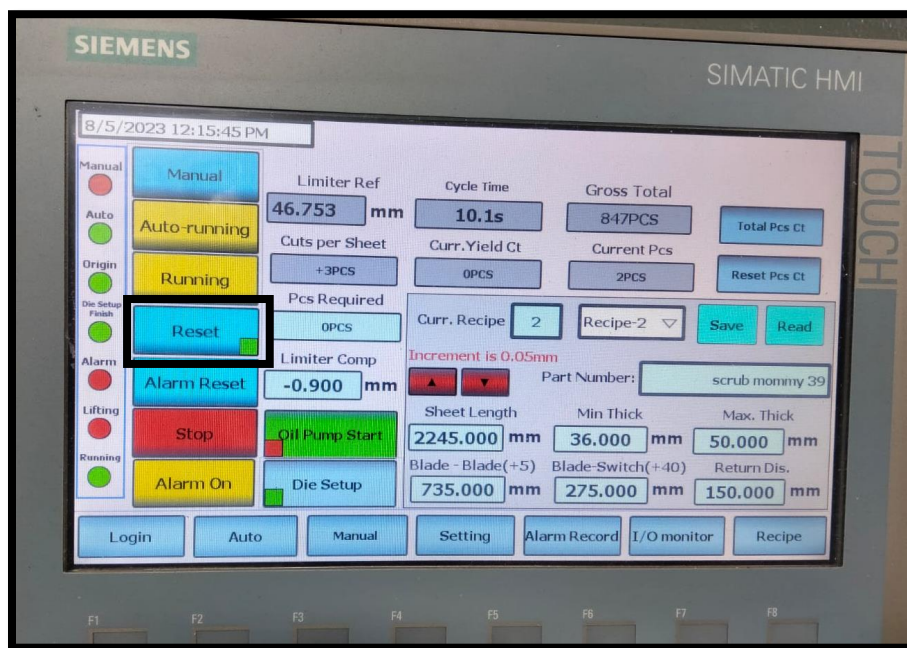 SIEMENS
SIMATIC HMI
TOUCH
8/5/2023 12:15:45 PM
Manual
Auto
Origin
Die Setup
Finish
Alarm
Lifting
Running
Manual
Auto-running
Running
Reset
Alarm Reset
Stop
Alarm On
Limiter Ref
46.753 mm
Cuts per Sheet
+3PCS
Pcs Required
0PCS
Limiter Comp
-0.900 mm
Oil Pump Start
Die Setup
Cycle Time
10.1s
Curr.Yield Ct
0PCS
Gross Total
847PCS
Current Pcs
2PCS
Total Pcs Ct
Reset Pcs Ct
Curr. Recipe 2 Recipe-2 Save Read
Increment is 0.05mm
Part Number: scrub mommy 39
Sheet Length Min Thick Max. Thick
2245.000 mm 36.000 mm 50.000 mm
Blade - Blade(+5) Blade-Switch(+40) Return Dis.
735.000 mm 275.000 mm 150.000 mm
Login Auto Manual Setting Alarm Record I/O monitor Recipe
F1 F2 F3 F4 F5 F6 F7 F8